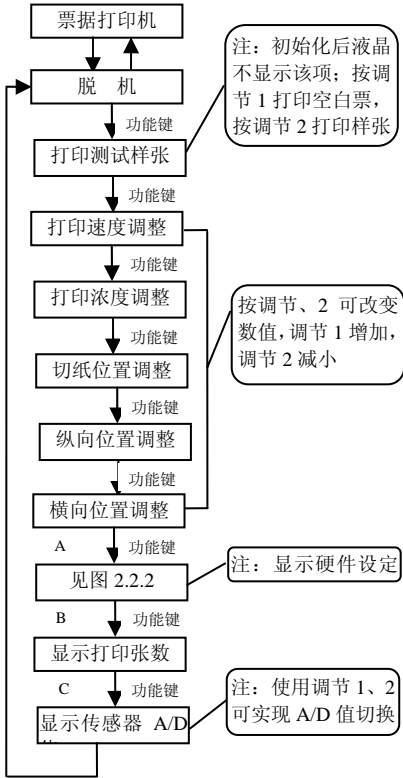 票据打印机
脱 机
功能键
打印测试样张
功能键
打印速度调整
功能键
打印浓度调整
功能键
切纸位置调整
功能键
纵向位置调整
功能键
横向位置调整
A 功能键
见图 2.2.2
B 功能键
显示打印张数
C 功能键
显示传感器 A/D
注：初始化后液晶
不显示该项；按调
节 1 打印空白票，
按调节 2 打印样张
按调节、2 可改变
数值，调节 1 增加，
调节 2 减小
注：显示硬件设定
注：使用调节 1、2
可实现 A/D 值切换